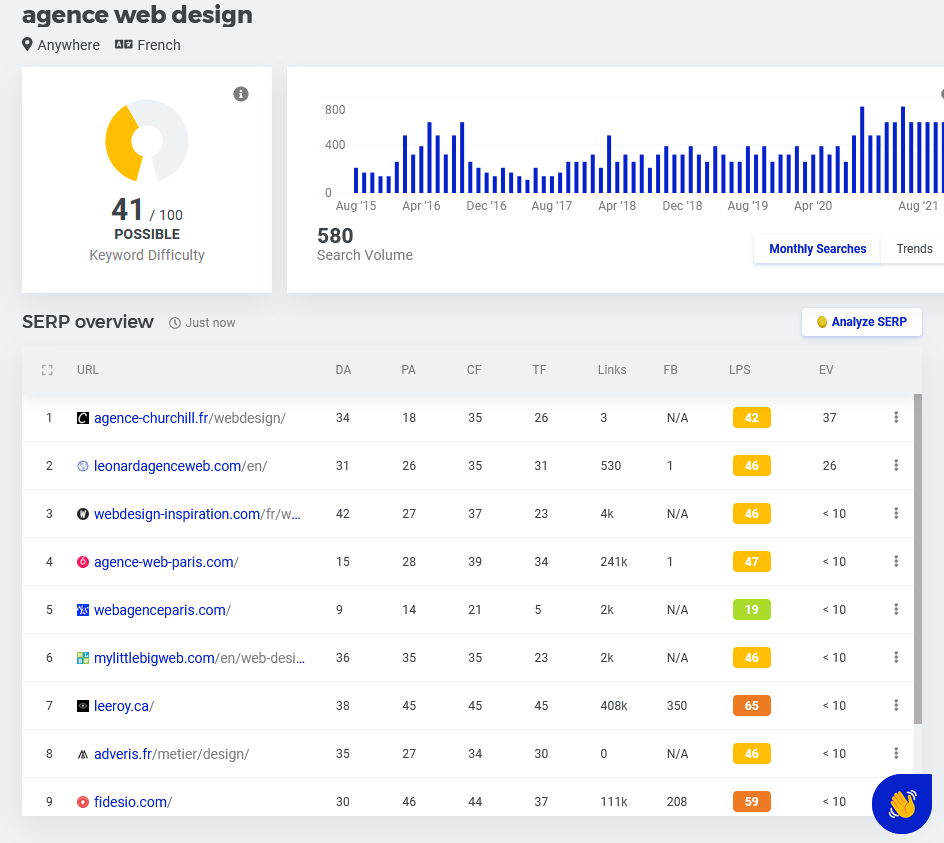 agence web design
Anywhere French
41 / 100
POSSIBLE
Keyword Difficulty
800
400
0
Aug '15 Apr '16 Dec '16 Aug '17 Apr '18 Dec '18 Aug '19 Apr '20 Aug '21
580
Search Volume
Monthly Searches Trends
SERP overview Just now
Analyze SERP
URL DA PA CF TF Links FB LPS EV
1 agence-churchill.fr/webdesign/ 34 18 35 26 3 N/A 42 37
2 leonardagenceweb.com/en/ 31 26 35 31 530 1 46 26
3 webdesign-inspiration.com/fr/w... 42 27 37 23 4k N/A 46 < 10
4 agence-web-paris.com/ 15 28 39 34 241k 1 47 < 10
5 webagenceparis.com/ 9 14 21 5 2k N/A 19 < 10
6 mylittlebigweb.com/en/web-desi... 36 35 35 23 2k N/A 46 < 10
7 leeroy.ca/ 38 45 45 45 408k 350 65 < 10
8 adveris.fr/metier/design/ 35 27 34 30 0 N/A 46 < 10
9 fidesio.com/ 30 46 44 37 111k 208 59 < 10